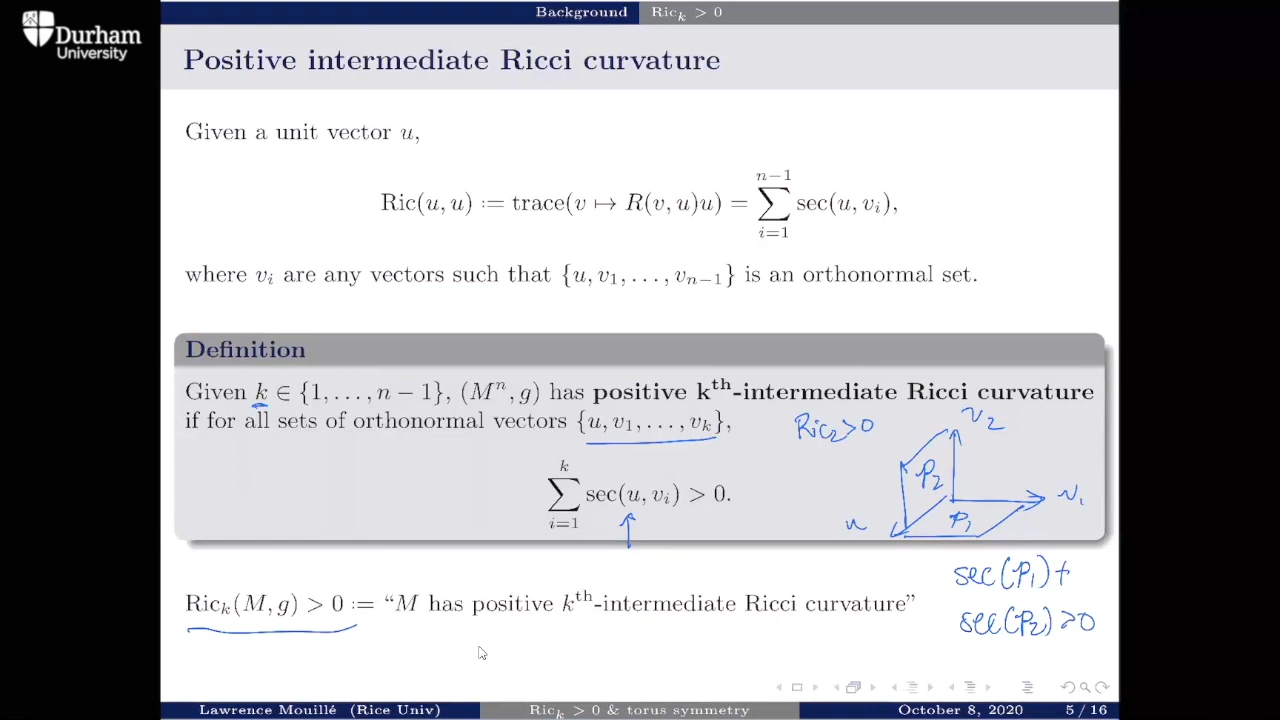 Background Ric_k > 0
Durham University
Positive intermediate Ricci curvature
Given a unit vector u,
Ric(u, u) := trace(v ↦ R(v, u)u) = ∑_{i=1}^{n−1} sec(u, v_i),
where v_i are any vectors such that {u, v_1, . . . , v_{n−1}} is an orthonormal set.
Definition
Given k ∈ {1, . . . , n − 1}, (M^n, g) has positive k^th-intermediate Ricci curvature
if for all sets of orthonormal vectors {u, v_1, . . . , v_k},
∑_{i=1}^{k} sec(u, v_i) > 0.
Ric_2 > 0
v_2
p_2
v_1
u
p_1
sec(p_1) +
sec(p_2) > 0
Ric_k(M, g) > 0 := “M has positive k^th-intermediate Ricci curvature”
Lawrence Mouillé (Rice Univ) Ric_k > 0 & torus symmetry October 8, 2020 5 / 16